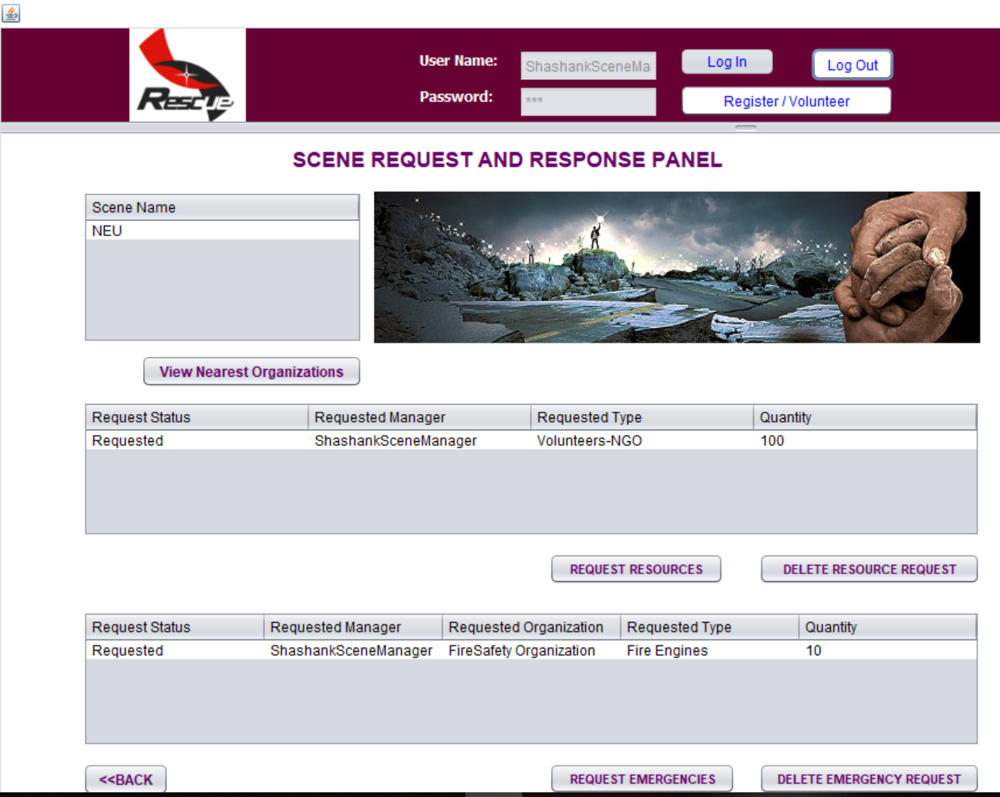 Rescue
User Name:
ShashankSceneMa
Log In
Log Out
Password:
***
Register / Volunteer
SCENE REQUEST AND RESPONSE PANEL
Scene Name
NEU
View Nearest Organizations
Request Status Requested Manager Requested Type Quantity
Requested ShashankSceneManager Volunteers-NGO 100
REQUEST RESOURCES DELETE RESOURCE REQUEST
Request Status Requested Manager Requested Organization Requested Type Quantity
Requested ShashankSceneManager FireSafety Organization Fire Engines 10
<<BACK REQUEST EMERGENCIES DELETE EMERGENCY REQUEST